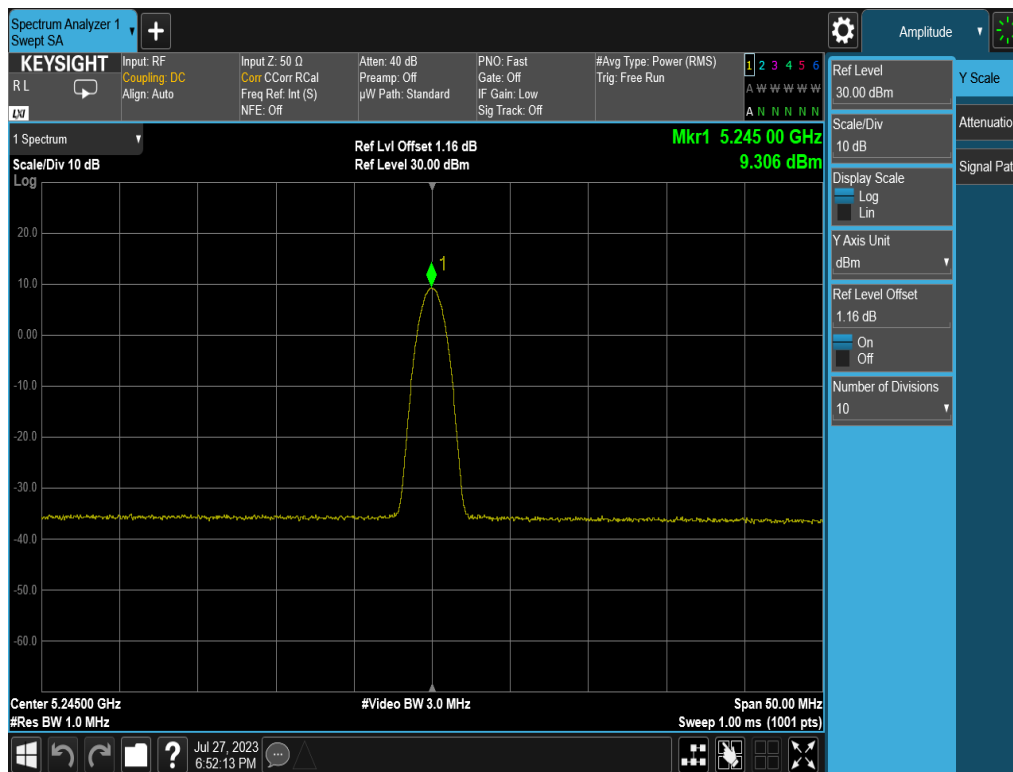 Spectrum Analyzer 1
Swept SA
+
Amplitude
KEYSIGHT
R L
LXI
Input: RF
Coupling: DC
Align: Auto
Input Z: 50 Ω
Corr CCorr RCal
Freq Ref: Int (S)
NFE: Off
Atten: 40 dB
Preamp: Off
µW Path: Standard
PNO: Fast
Gate: Off
IF Gain: Low
Sig Track: Off
#Avg Type: Power (RMS)
Trig: Free Run
1 2 3 4 5 6
A W W W W W
A N N N N N
1 Spectrum
Scale/Div 10 dB
Ref Lvl Offset 1.16 dB
Ref Level 30.00 dBm
Mkr1 5.245 00 GHz
9.306 dBm
Log
20.0
10.0
0.00
-10.0
-20.0
-30.0
-40.0
-50.0
-60.0
1
Center 5.24500 GHz
#Res BW 1.0 MHz
#Video BW 3.0 MHz
Span 50.00 MHz
Sweep 1.00 ms (1001 pts)
Ref Level
30.00 dBm
Scale/Div
10 dB
Display Scale
Log
Lin
Y Axis Unit
dBm
Ref Level Offset
1.16 dB
On
Off
Number of Divisions
10
Y Scale
Attenuatio
Signal Pat
?
Jul 27, 2023
6:52:13 PM